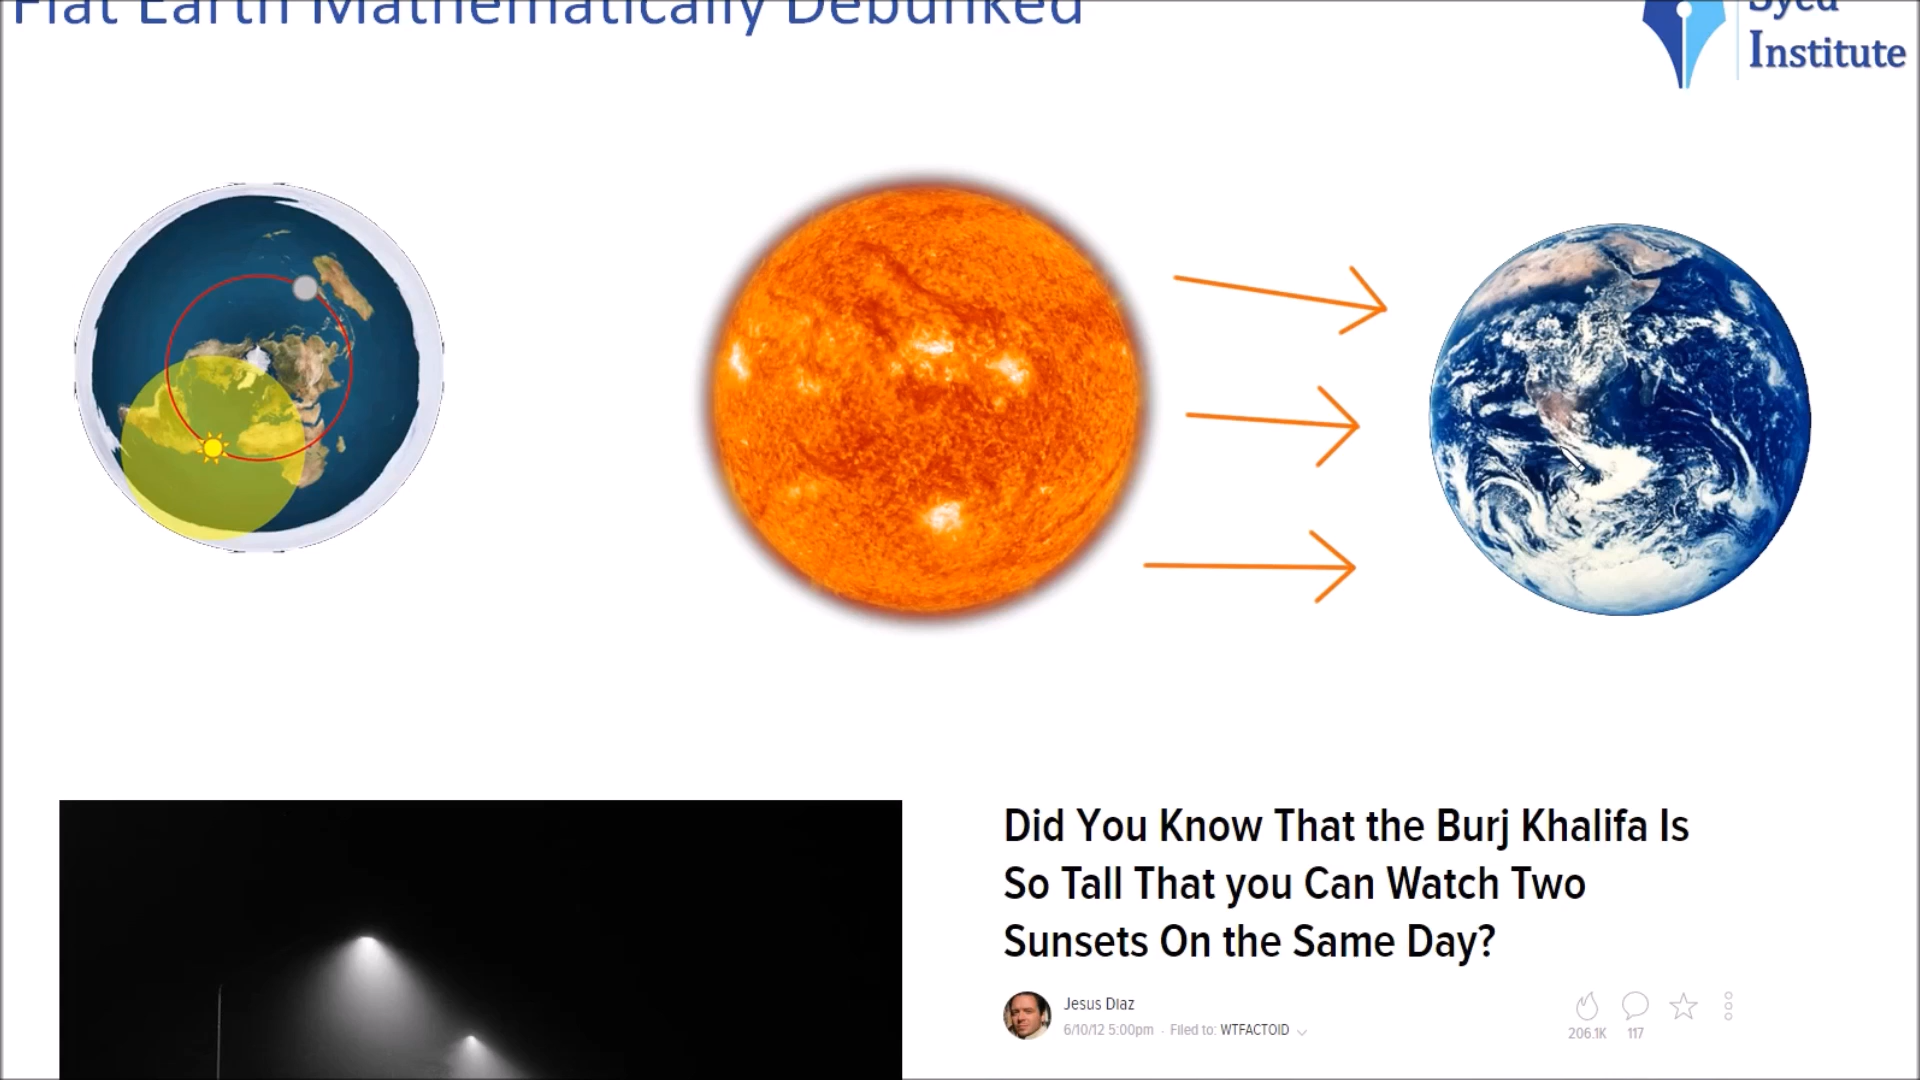 Flat Earth Mathematically Debunked
Syed
Institute
Did You Know That the Burj Khalifa Is
So Tall That you Can Watch Two
Sunsets On the Same Day?
Jesus Diaz
6/10/12 5:00pm · Filed to: WTFACTOID
206.1K 117